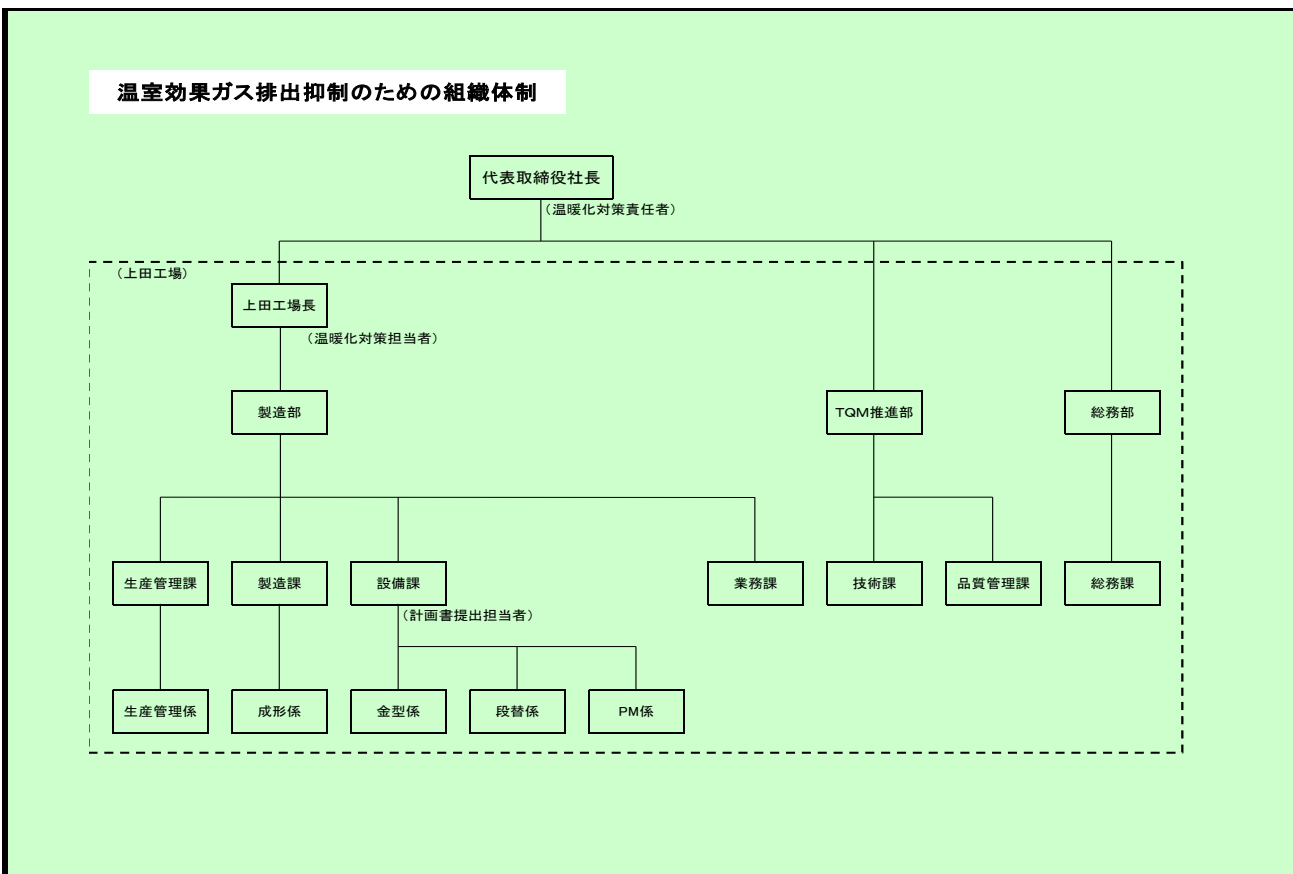 温室効果ガス排出抑制のための組織体制
代表取締役社長
（温暖化対策責任者）
（上田工場）
上田工場長
（温暖化対策担当者）
製造部
TQM推進部
総務部
生産管理課
製造課
設備課
業務課
技術課
品質管理課
総務課
（計画書提出担当者）
生産管理係
成形係
金型係
段替係
PM係